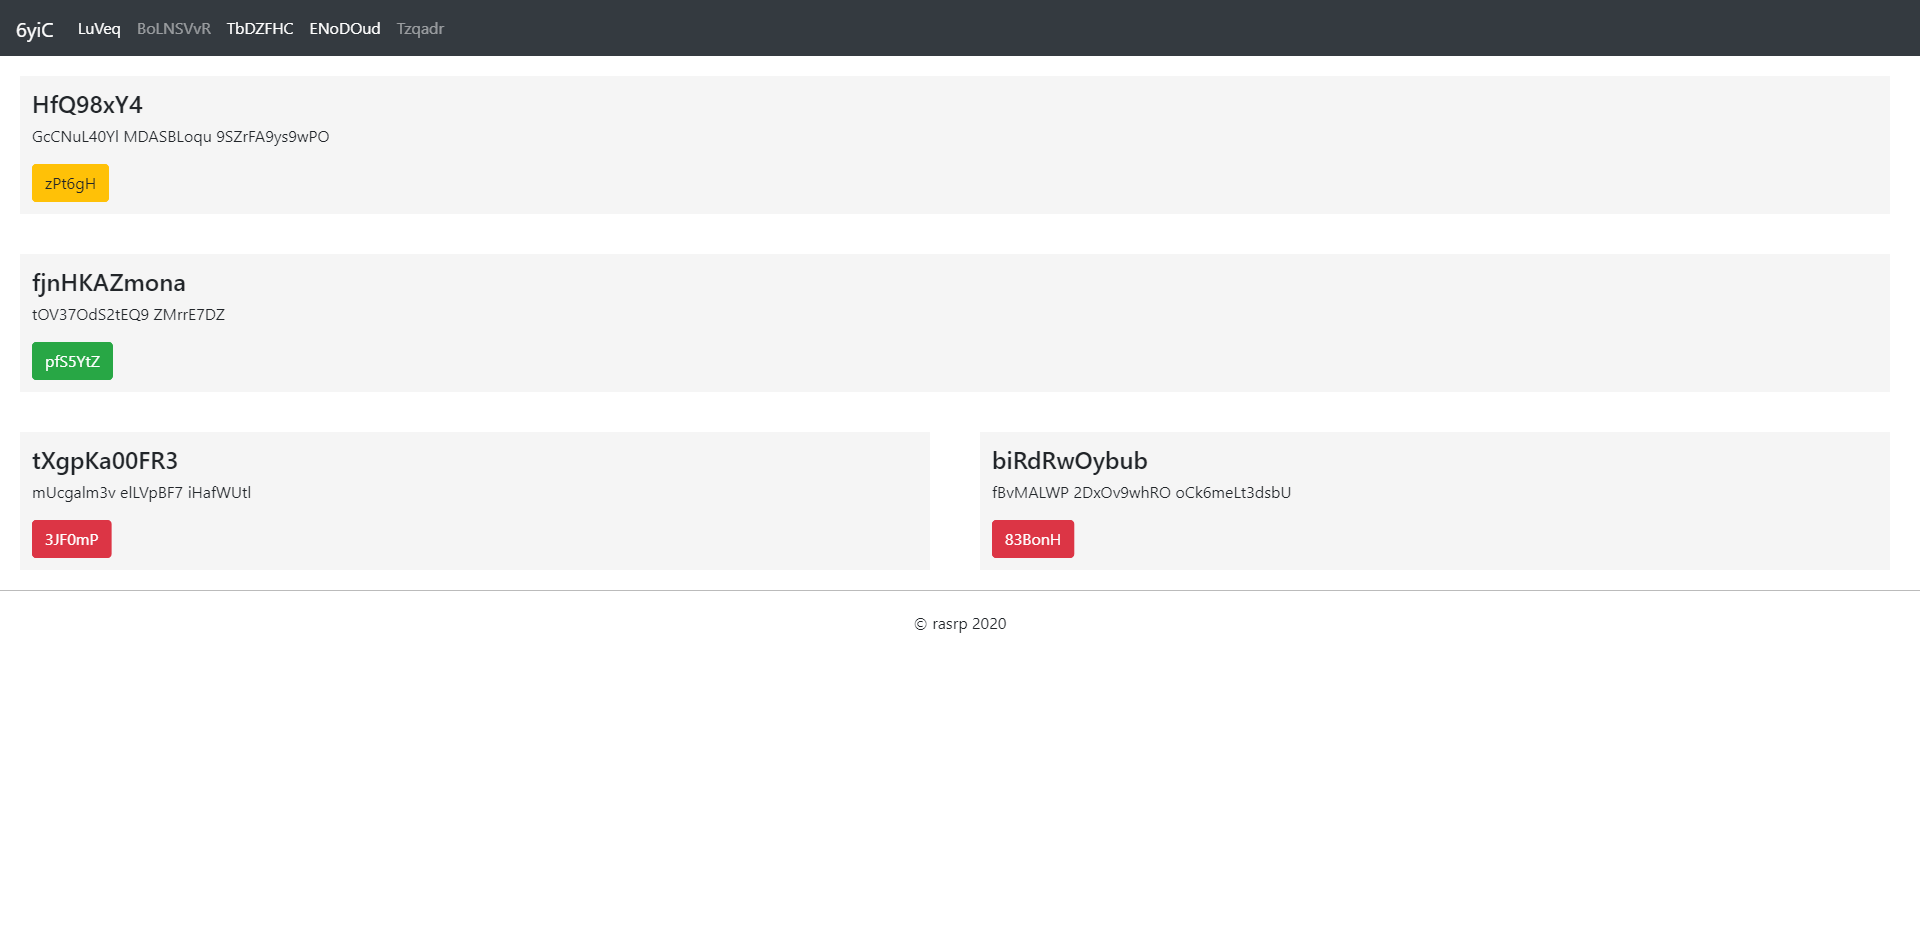 6yiC LuVeq BoLNSVvR TbDZFHC ENoDOud Tzqadr
HfQ98xY4
GcCNuL40Yl MDASBLoqu 9SZrFA9ys9wPO
zPt6gH
fjnHKAZmona
tOV37OdS2tEQ9 ZMrrE7DZ
pfS5YtZ
tXgpKa00FR3
mUcgalm3v elLVpBF7 iHafWUtl
3JF0mP
biRdRwOybub
fBvMALWP 2DxOv9whRO oCk6meLt3dsbU
83BonH
© rasrp 2020